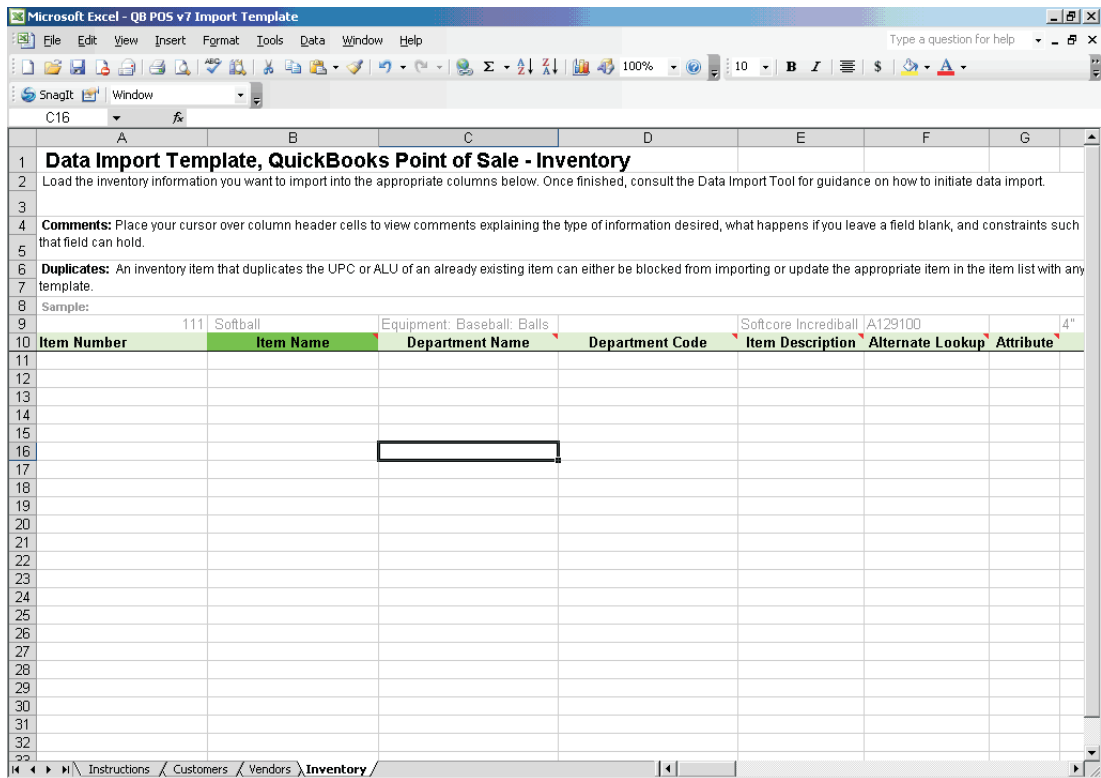 Microsoft Excel - QB POS v7 Import Template
File Edit View Insert Format Tools Data Window Help Type a question for help
100% 10 B I $ A
SnagIt Window
C16 fx
A B C D E F G
1 Data Import Template, QuickBooks Point of Sale - Inventory
2 Load the inventory information you want to import into the appropriate columns below. Once finished, consult the Data Import Tool for guidance on how to initiate data import.
3
4 Comments: Place your cursor over column header cells to view comments explaining the type of information desired, what happens if you leave a field blank, and constraints such
5 that field can hold.
6 Duplicates: An inventory item that duplicates the UPC or ALU of an already existing item can either be blocked from importing or update the appropriate item in the item list with any
7 template.
8 Sample:
9 111 Softball Equipment: Baseball: Balls Softcore Incrediball A129100 4"
10 Item Number Item Name Department Name Department Code Item Description Alternate Lookup Attribute
11
12
13
14
15
16
17
18
19
20
21
22
23
24
25
26
27
28
29
30
31
32
33
Instructions Customers Vendors Inventory